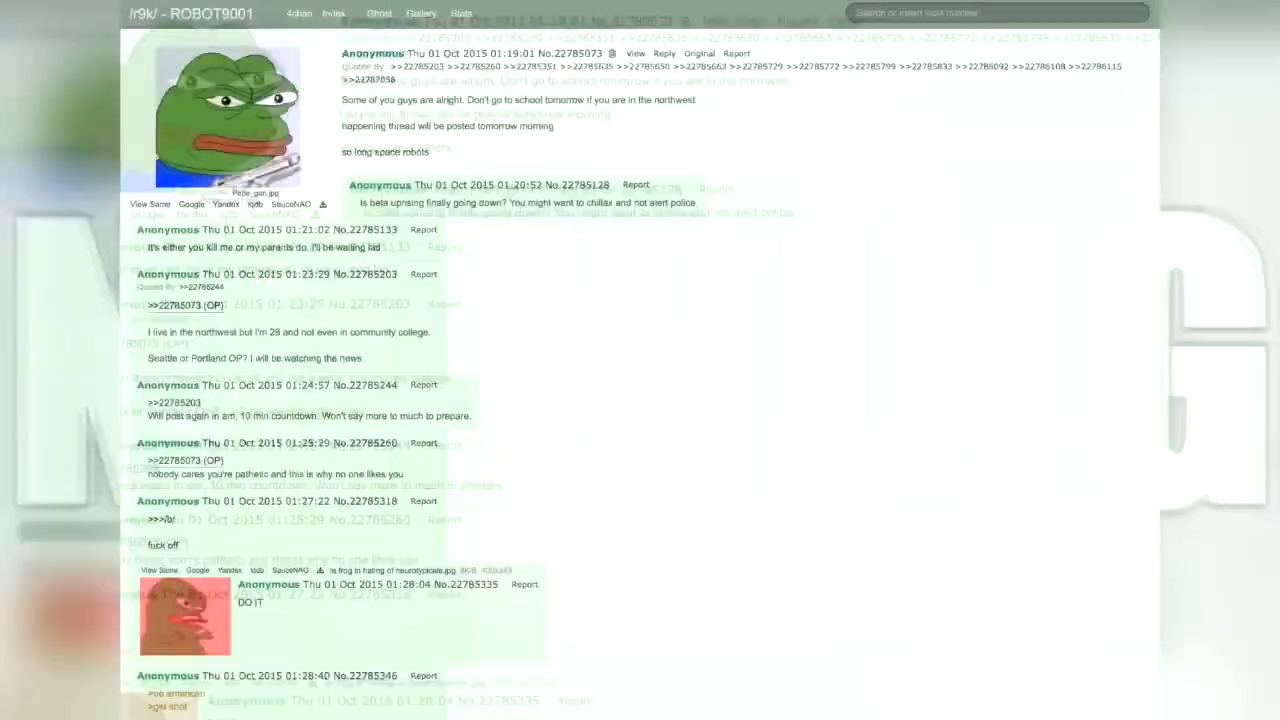 /r9k/ - ROBOT9001
4chan Index Ghost Gallery Stats
Anonymous Thu 01 Oct 2015 01:19:01 No.22785073 View Reply Original Report
Quoted By >>22785203 >>22785260 >>22785351 >>22785635 >>22785650 >>22785663 >>22785729 >>22785772 >>22785799 >>22785833 >>22786092 >>22786108 >>22786115
>>22787056
Some of you guys are alright. Don't go to school tomorrow if you are in the northwest
happening thread will be posted tomorrow morning
so long space robots
Pepe_gun.jpg
View Same Google Yandex iqdb SauceNAO
Anonymous Thu 01 Oct 2015 01:20:52 No.22785128 Report
Is beta uprising finally going down? You might want to chillax and not alert police
Anonymous Thu 01 Oct 2015 01:21:02 No.22785133 Report
It's either you kill me or my parents do. I'll be waiting lad
Anonymous Thu 01 Oct 2015 01:23:29 No.22785203 Report
Quoted By >>22785244
>>22785073 (OP)
I live in the northwest but I'm 28 and not even in community college.
Seattle or Portland OP? I will be watching the news
Anonymous Thu 01 Oct 2015 01:24:57 No.22785244 Report
>>22785203
Will post again in am, 10 min countdown. Won't say more to much to prepare.
Anonymous Thu 01 Oct 2015 01:25:29 No.22785260 Report
>>22785073 (OP)
nobody cares you're pathetic and this is why no one likes you
Anonymous Thu 01 Oct 2015 01:27:22 No.22785318 Report
>>>/b/
fuck off
View Same Google Yandex iqdb SauceNAO
Anonymous Thu 01 Oct 2015 01:28:04 No.22785335 Report
DO IT
Anonymous Thu 01 Oct 2015 01:28:40 No.22785346 Report
>get shot